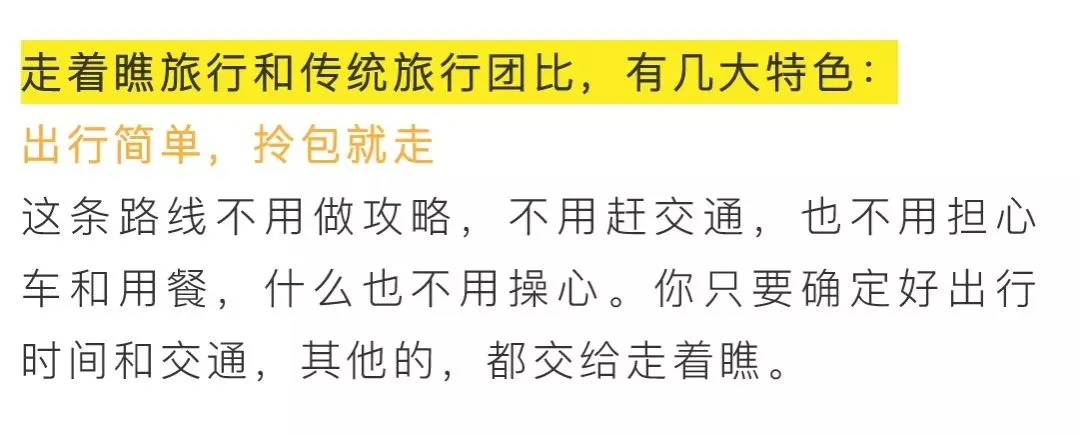 走着瞧旅行和传统旅行团比，有几大特色：
出行简单，拎包就走
这条路线不用做攻略，不用赶交通，也不用担心
车和用餐，什么也不用操心。你只要确定好出行
时间和交通，其他的，都交给走着瞧。